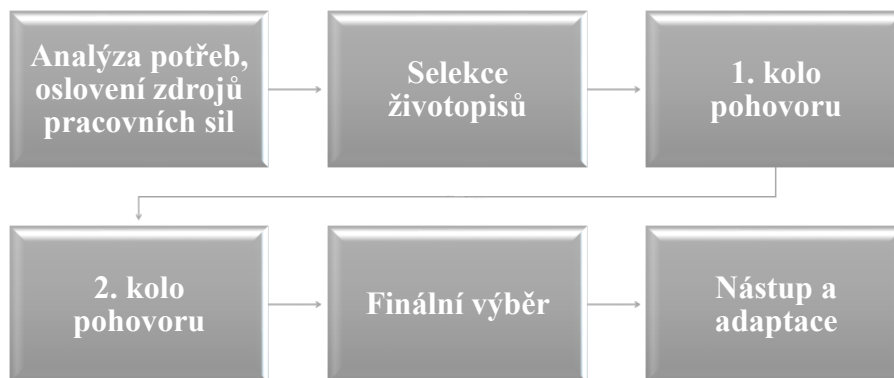 Analýza potřeb,
oslovení zdrojů
pracovních sil
Selekce
životopisů
1. kolo
pohovoru
2. kolo
pohovoru
Finální výběr
Nástup a
adaptace